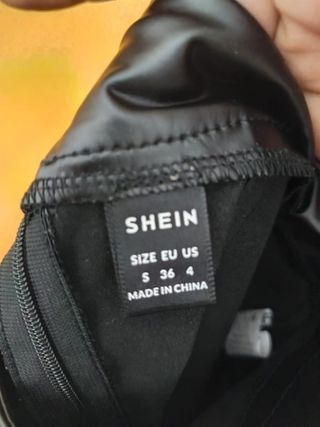 SHEIN
SIZE EU US
S 36 4
MADE IN CHINA